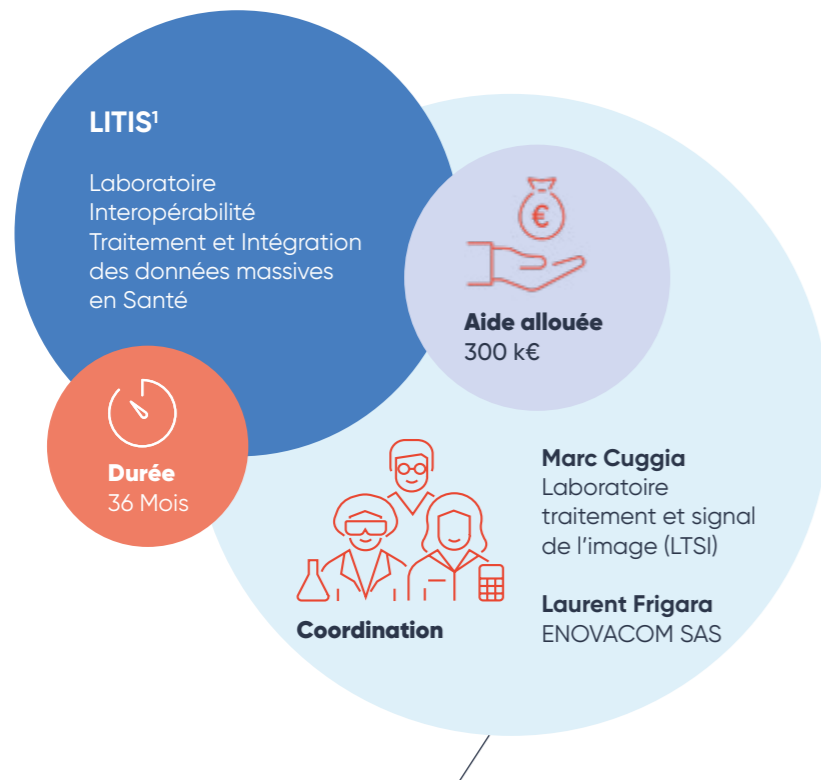 LITIS¹
Laboratoire
Interopérabilité
Traitement et Intégration
des données massives
en Santé
€
Aide allouée
300 k€
Durée
36 Mois
Coordination
Marc Cuggia
Laboratoire
traitement et signal
de l'image (LTSI)
Laurent Frigara
ENOVACOM SAS